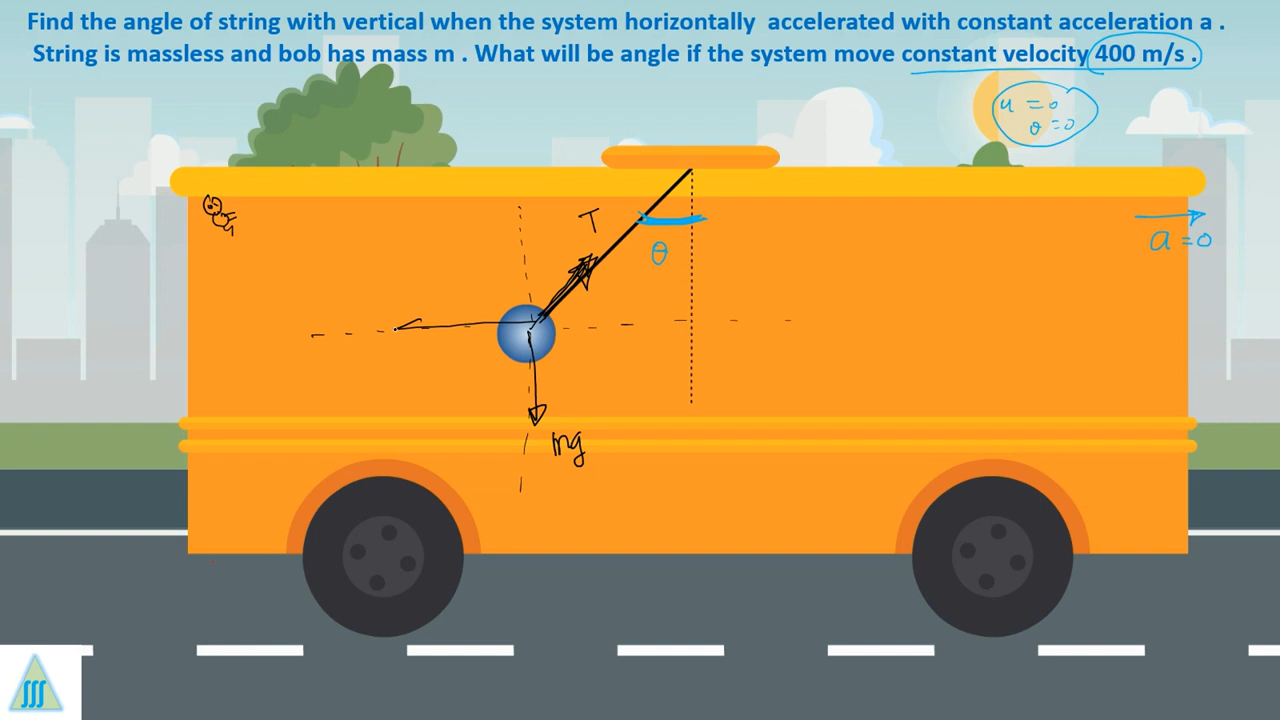 Find the angle of string with vertical when the system horizontally accelerated with constant acceleration a .
String is massless and bob has mass m . What will be angle if the system move constant velocity 400 m/s .
u = 0
θ = 0
a = 0
T
θ
mg
∫∫∫